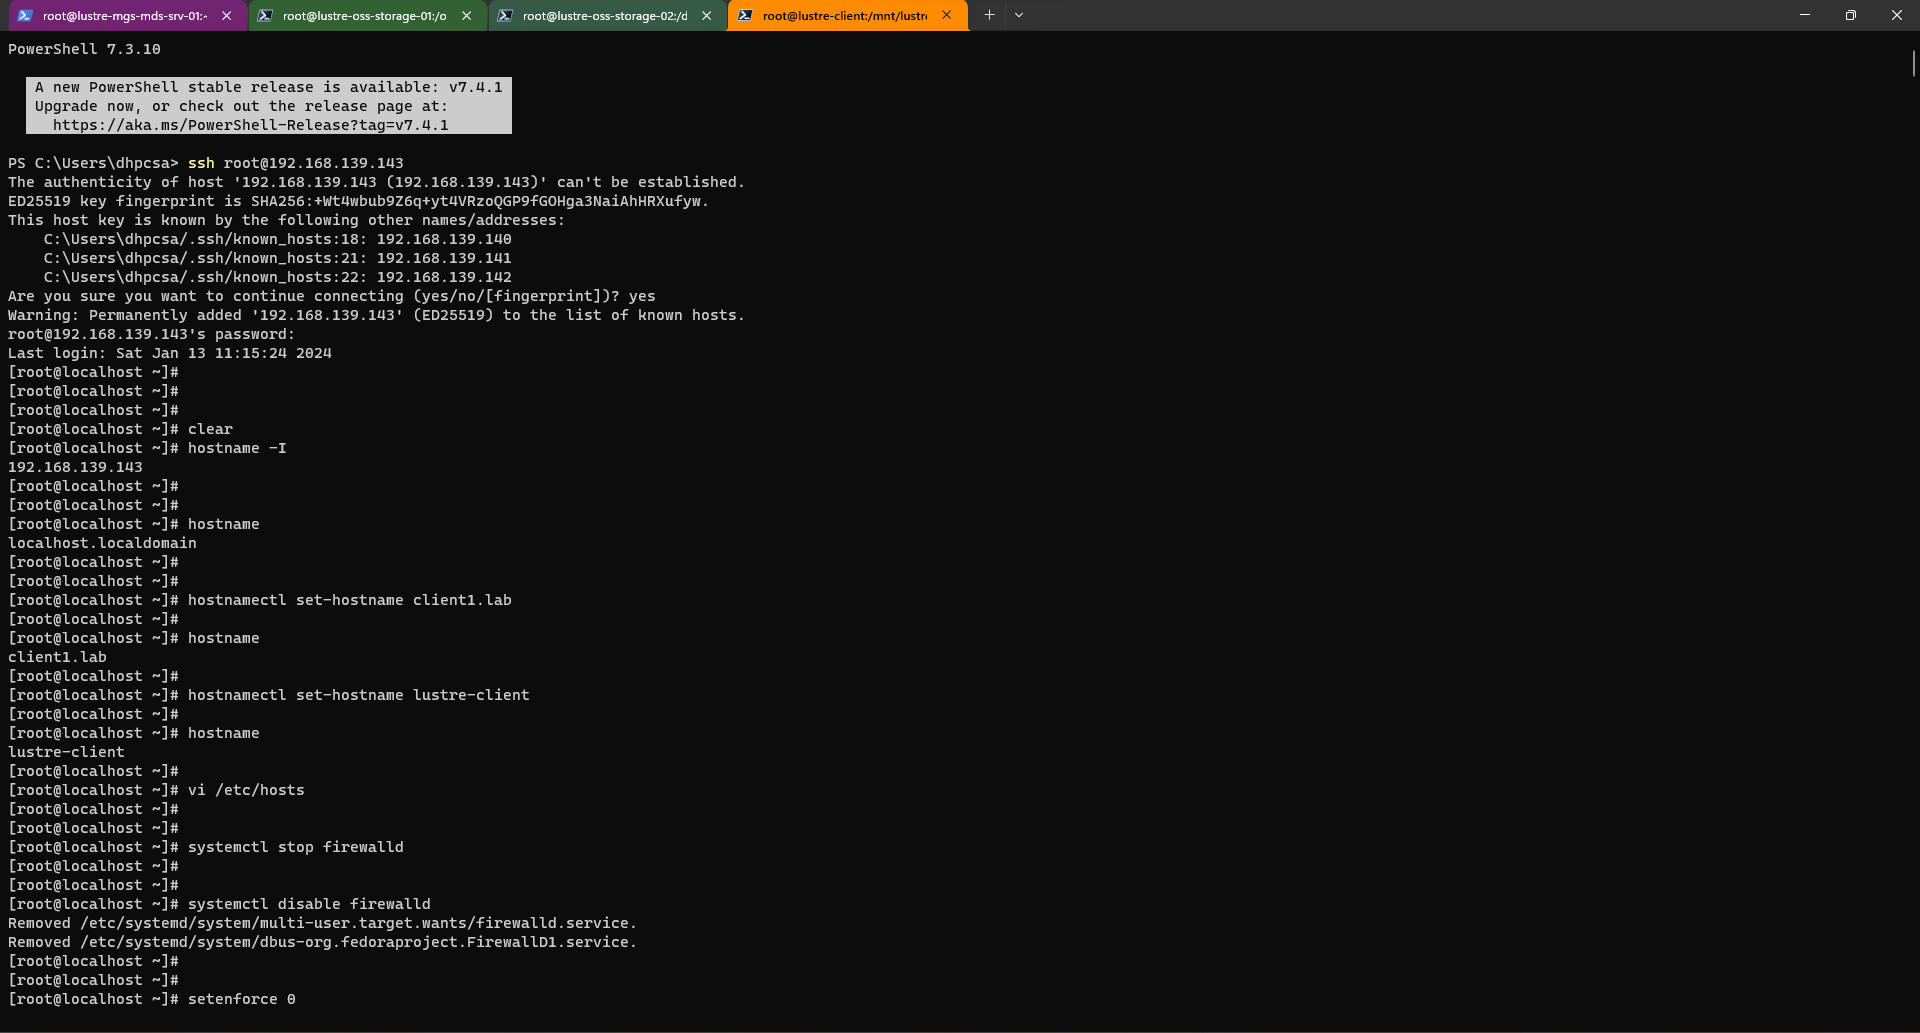 root@lustre-mgs-mds-srv-01:~
root@lustre-oss-storage-01:/o
root@lustre-oss-storage-02:/d
root@lustre-client:/mnt/lustre
PowerShell 7.3.10
A new PowerShell stable release is available: v7.4.1
Upgrade now, or check out the release page at:
https://aka.ms/PowerShell-Release?tag=v7.4.1
PS C:\Users\dhpcsa> ssh root@192.168.139.143
The authenticity of host '192.168.139.143 (192.168.139.143)' can't be established.
ED25519 key fingerprint is SHA256:+Wt4wbub9Z6q+yt4VRzoQGP9fGOHga3NaiAhHRXufyw.
This host key is known by the following other names/addresses:
C:\Users\dhpcsa/.ssh/known_hosts:18: 192.168.139.140
C:\Users\dhpcsa/.ssh/known_hosts:21: 192.168.139.141
C:\Users\dhpcsa/.ssh/known_hosts:22: 192.168.139.142
Are you sure you want to continue connecting (yes/no/[fingerprint])? yes
Warning: Permanently added '192.168.139.143' (ED25519) to the list of known hosts.
root@192.168.139.143's password:
Last login: Sat Jan 13 11:15:24 2024
[root@localhost ~]#
[root@localhost ~]#
[root@localhost ~]#
[root@localhost ~]# clear
[root@localhost ~]# hostname -I
192.168.139.143
[root@localhost ~]#
[root@localhost ~]#
[root@localhost ~]# hostname
localhost.localdomain
[root@localhost ~]#
[root@localhost ~]#
[root@localhost ~]# hostnamectl set-hostname client1.lab
[root@localhost ~]#
[root@localhost ~]# hostname
client1.lab
[root@localhost ~]#
[root@localhost ~]# hostnamectl set-hostname lustre-client
[root@localhost ~]#
[root@localhost ~]# hostname
lustre-client
[root@localhost ~]#
[root@localhost ~]# vi /etc/hosts
[root@localhost ~]#
[root@localhost ~]#
[root@localhost ~]# systemctl stop firewalld
[root@localhost ~]#
[root@localhost ~]#
[root@localhost ~]# systemctl disable firewalld
Removed /etc/systemd/system/multi-user.target.wants/firewalld.service.
Removed /etc/systemd/system/dbus-org.fedoraproject.FirewallD1.service.
[root@localhost ~]#
[root@localhost ~]#
[root@localhost ~]# setenforce 0